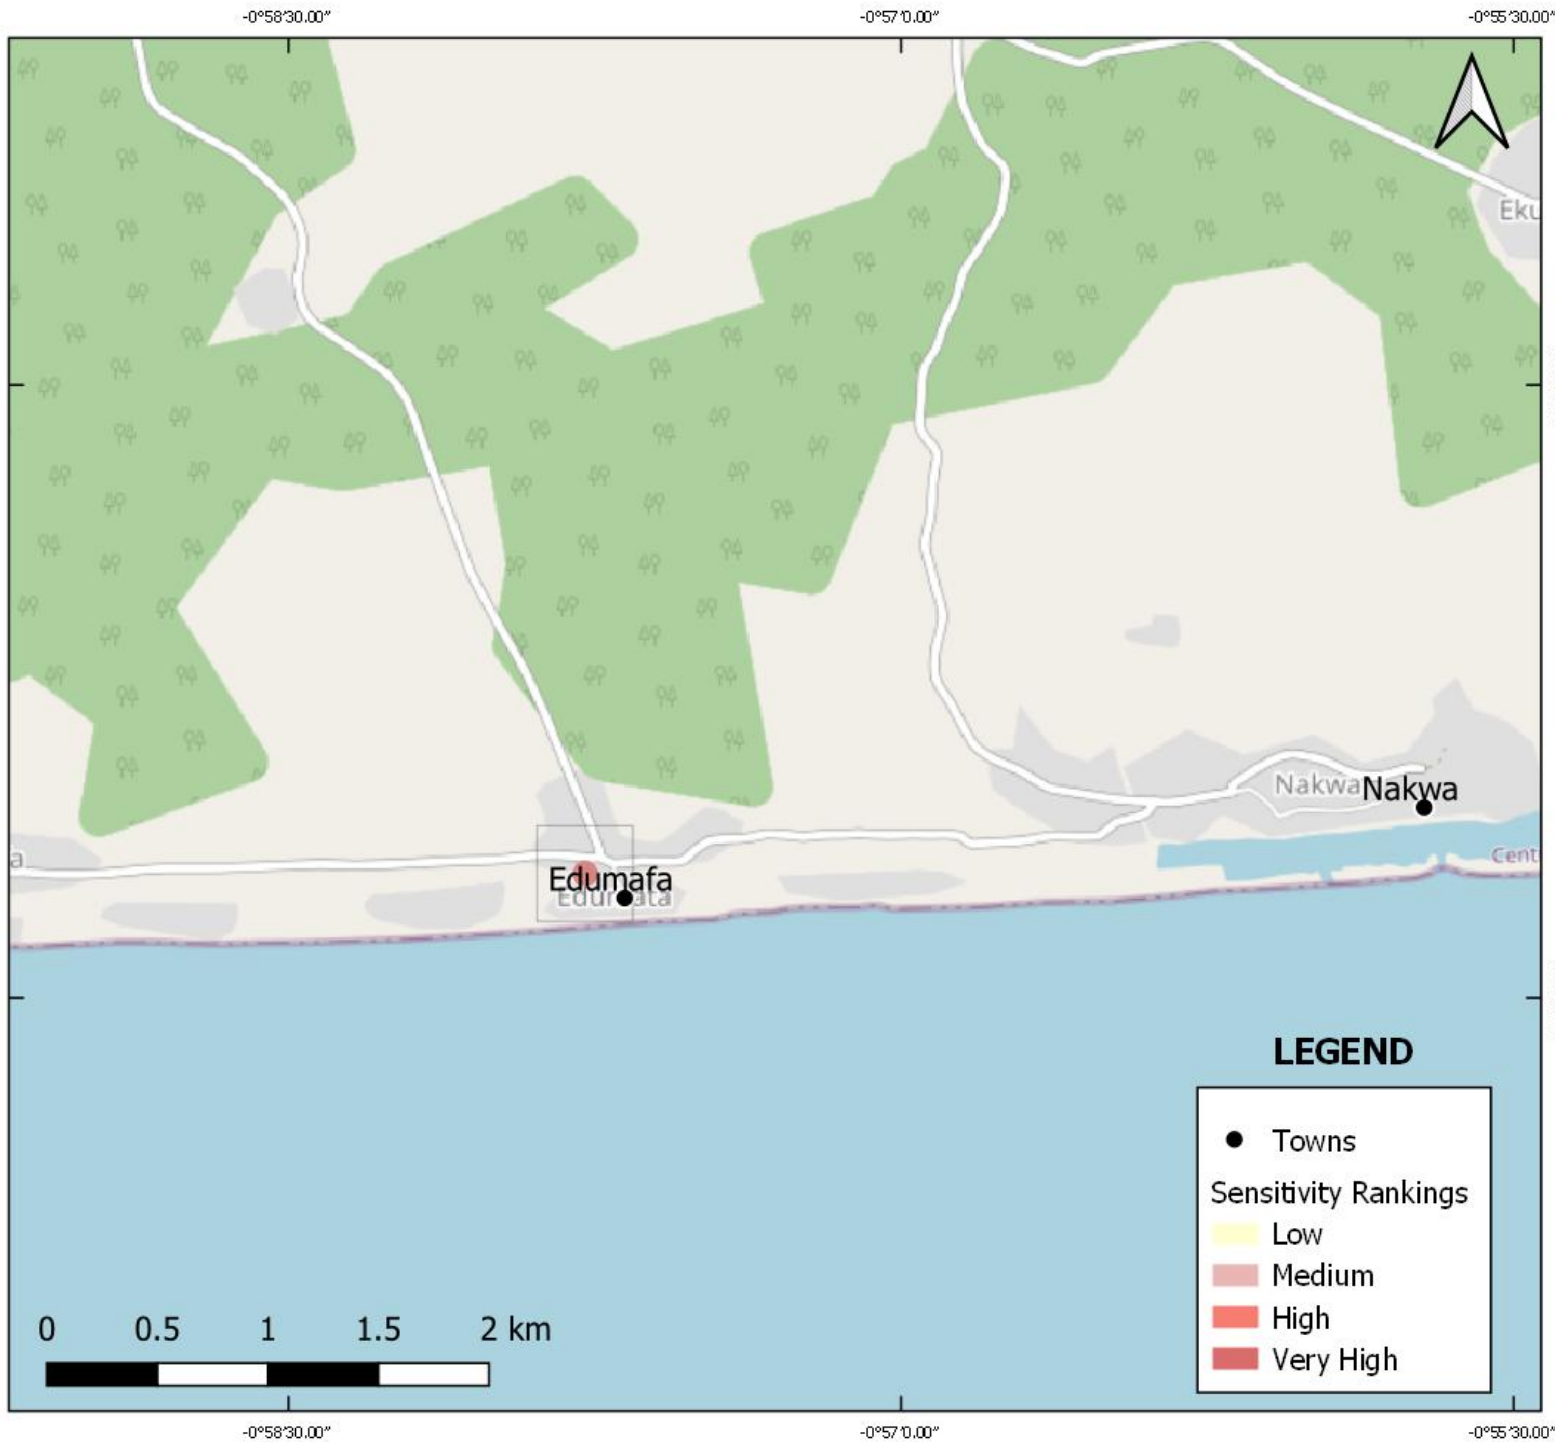 -0°58'30.00" -0°57'0.00" -0°55'30.00"
Eku
Nakwa
Nakwa
Cent
a
Edumafa
LEGEND
Towns
Sensitivity Rankings
Low
Medium
High
Very High
0 0.5 1 1.5 2 km
-0°58'30.00" -0°57'0.00" -0°55'30.00"